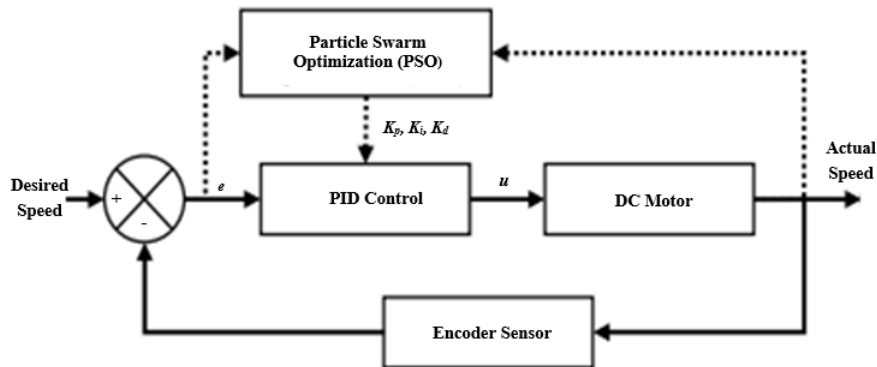 Particle Swarm
Optimization (PSO)
Kp, Ki, Kd
Desired
Speed
+
-
e
PID Control
u
DC Motor
Actual
Speed
Encoder Sensor